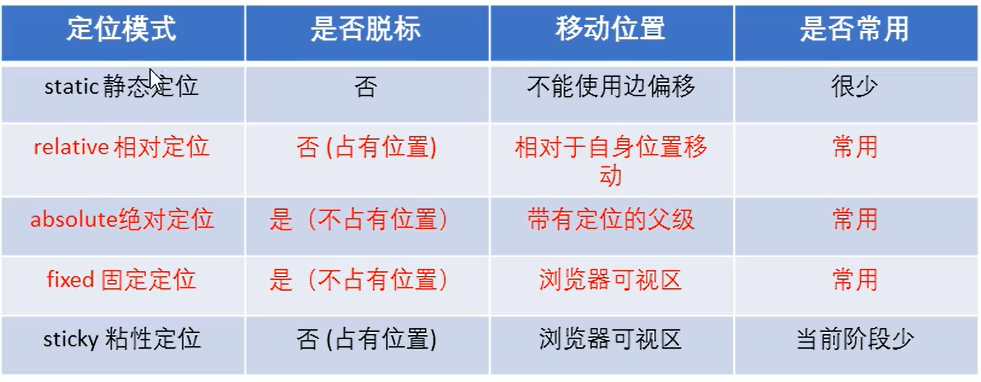 定位模式 是否脱标 移动位置 是否常用
static 静态定位 否 不能使用边偏移 很少
relative 相对定位 否 (占有位置) 相对于自身位置移
动 常用
absolute绝对定位 是（不占有位置） 带有定位的父级 常用
fixed 固定定位 是（不占有位置） 浏览器可视区 常用
sticky 粘性定位 否 (占有位置) 浏览器可视区 当前阶段少